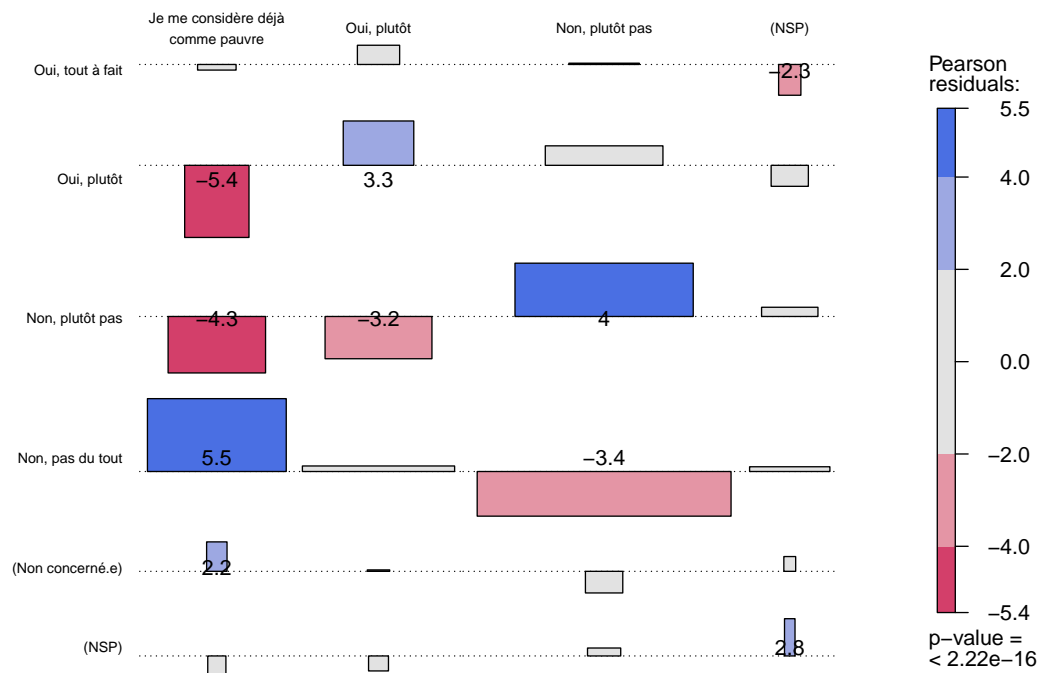 Je me considère déjà
comme pauvre
Oui, plutôt
Non, plutôt pas
(NSP)
Oui, tout à fait
−2.3
Oui, plutôt
−5.4
3.3
Non, plutôt pas
−4.3
−3.2
4
Non, pas du tout
5.5
−3.4
(Non concerné.e)
2.2
(NSP)
2.8
Pearson
residuals:
5.5
4.0
2.0
0.0
−2.0
−4.0
−5.4
p−value =
< 2.22e−16